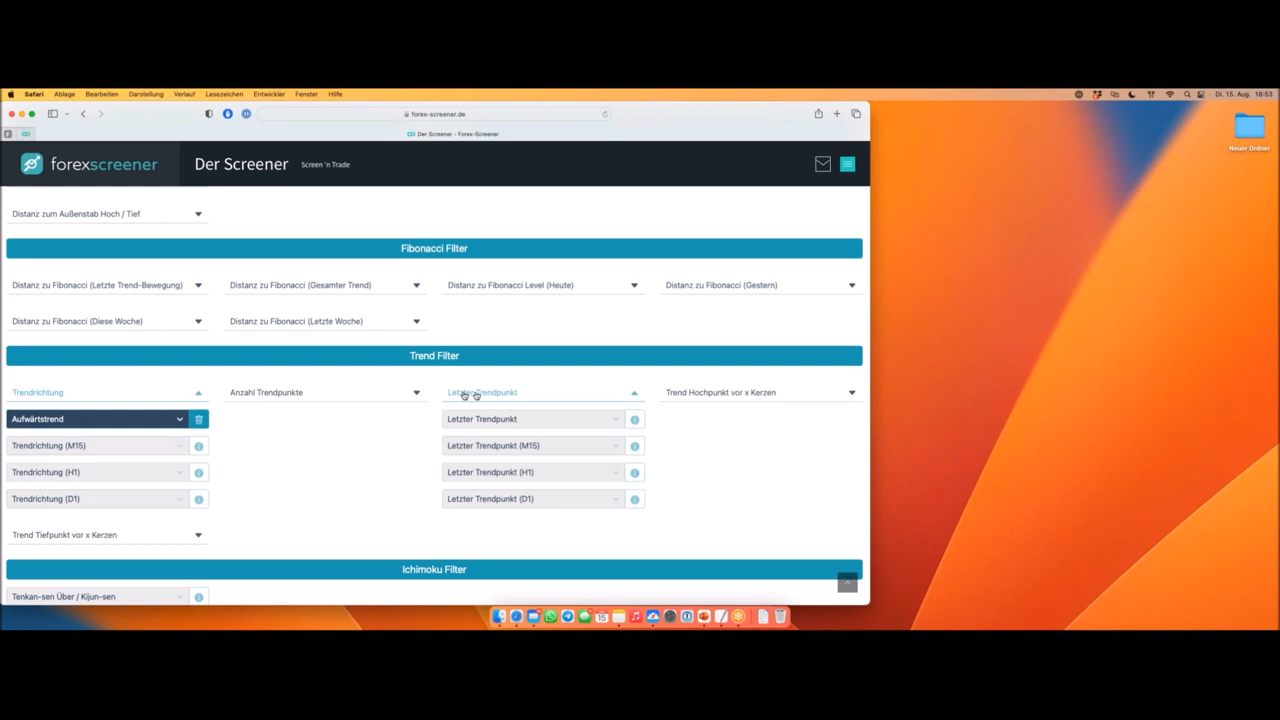 Safari Ablage Bearbeiten Darstellung Verlauf Lesezeichen Entwickler Fenster Hilfe
Di. 15. Aug. 18:53
forex-screener.de
Der Screener - Forex-Screener
Neuer Ordner
forexscreener Der Screener Screen 'n Trade
Distanz zum Außenstab Hoch / Tief
Fibonacci Filter
Distanz zu Fibonacci (Letzte Trend-Bewegung) Distanz zu Fibonacci (Gesamter Trend) Distanz zu Fibonacci Level (Heute) Distanz zu Fibonacci (Gestern)
Distanz zu Fibonacci (Diese Woche) Distanz zu Fibonacci (Letzte Woche)
Trend Filter
Trendrichtung Anzahl Trendpunkte Letzter Trendpunkt Trend Hochpunkt vor x Kerzen
Aufwärtstrend Letzter Trendpunkt
Trendrichtung (M15) Letzter Trendpunkt (M15)
Trendrichtung (H1) Letzter Trendpunkt (H1)
Trendrichtung (D1) Letzter Trendpunkt (D1)
Trend Tiefpunkt vor x Kerzen
Ichimoku Filter
Tenkan-sen Über / Kijun-sen
15